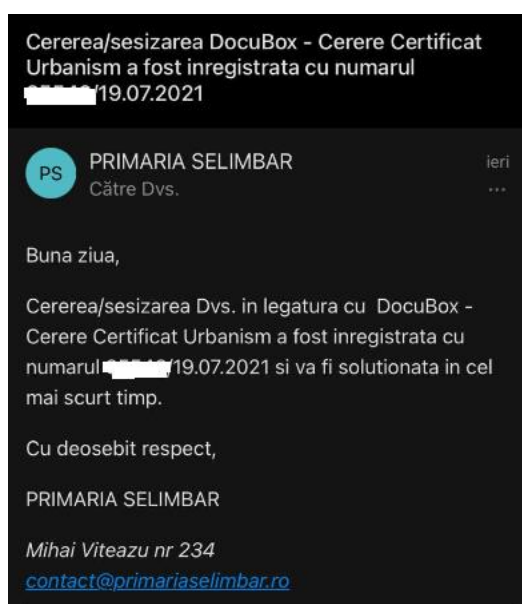 Cererea/sesizarea DocuBox - Cerere Certificat
Urbanism a fost inregistrata cu numarul
/19.07.2021
PS
PRIMARIA SELIMBAR
ieri
Către Dvs.
...
Buna ziua,
Cererea/sesizarea Dvs. in legatura cu DocuBox -
Cerere Certificat Urbanism a fost inregistrata cu
numarul /19.07.2021 si va fi solutionata in cel
mai scurt timp.
Cu deosebit respect,
PRIMARIA SELIMBAR
Mihai Viteazu nr 234
contact@primariaselimbar.ro